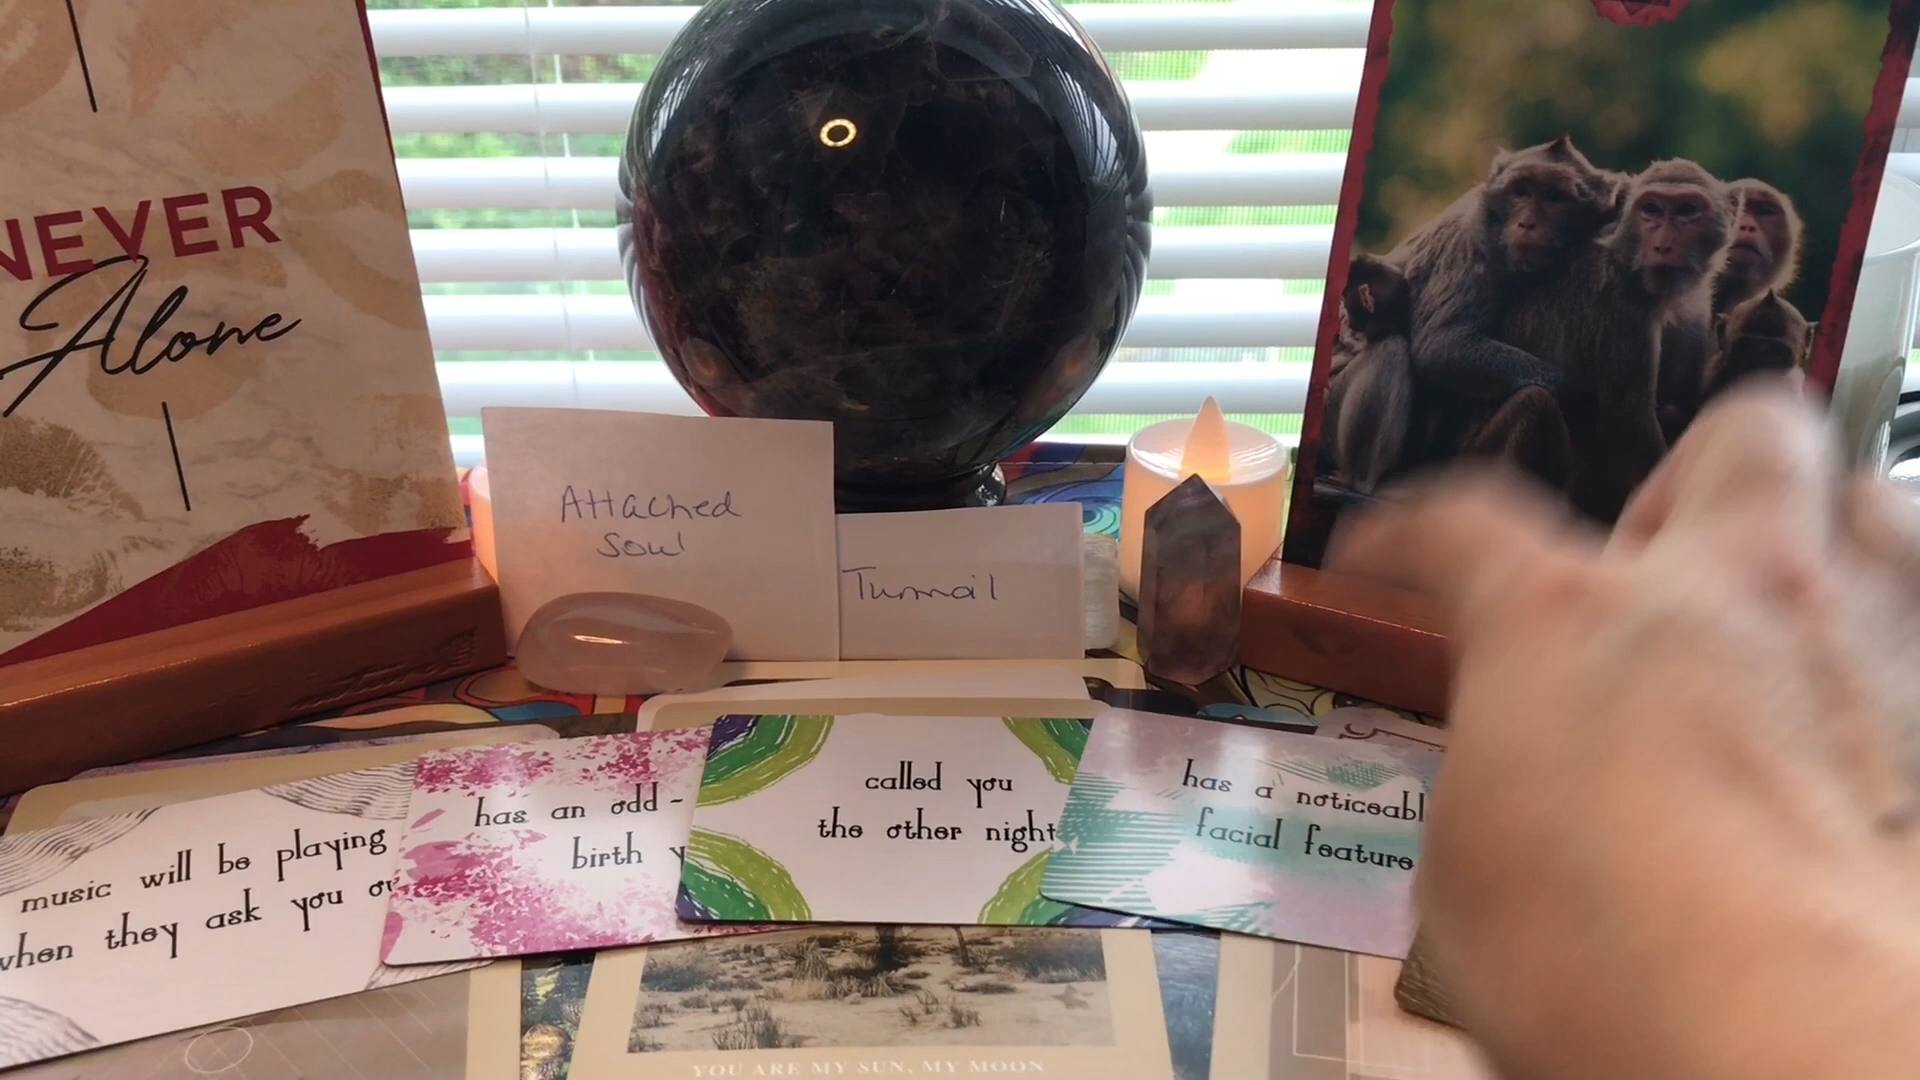 NEVER
Alone
Attached
Soul
Turmoil
music will be playing
when they ask you
has an odd -
birth
called you
the other night
has a noticeabl
facial feature
YOU ARE MY SUN, MY MOON